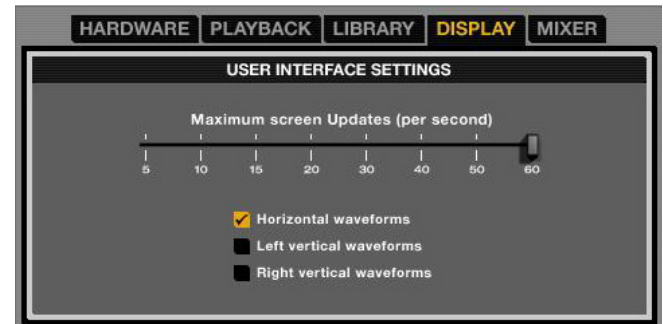 HARDWARE PLAYBACK LIBRARY DISPLAY MIXER
USER INTERFACE SETTINGS
Maximum screen Updates (per second)
5 10 15 20 30 40 50 60
Horizontal waveforms
Left vertical waveforms
Right vertical waveforms